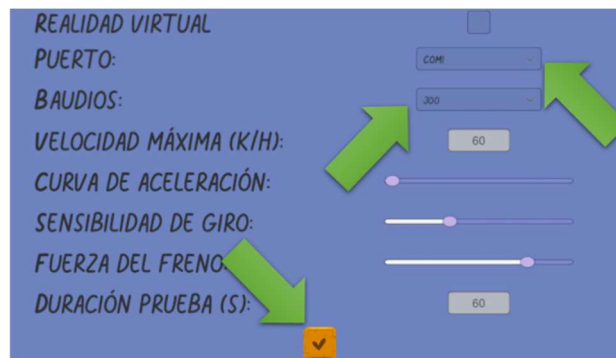 REALIDAD VIRTUAL
PUERTO: COM1
BAUDIOS: 300
VELOCIDAD MÁXIMA (K/H): 60
CURVA DE ACELERACIÓN:
SENSIBILIDAD DE GIRO:
FUERZA DEL FRENO:
DURACIÓN PRUEBA (S): 60